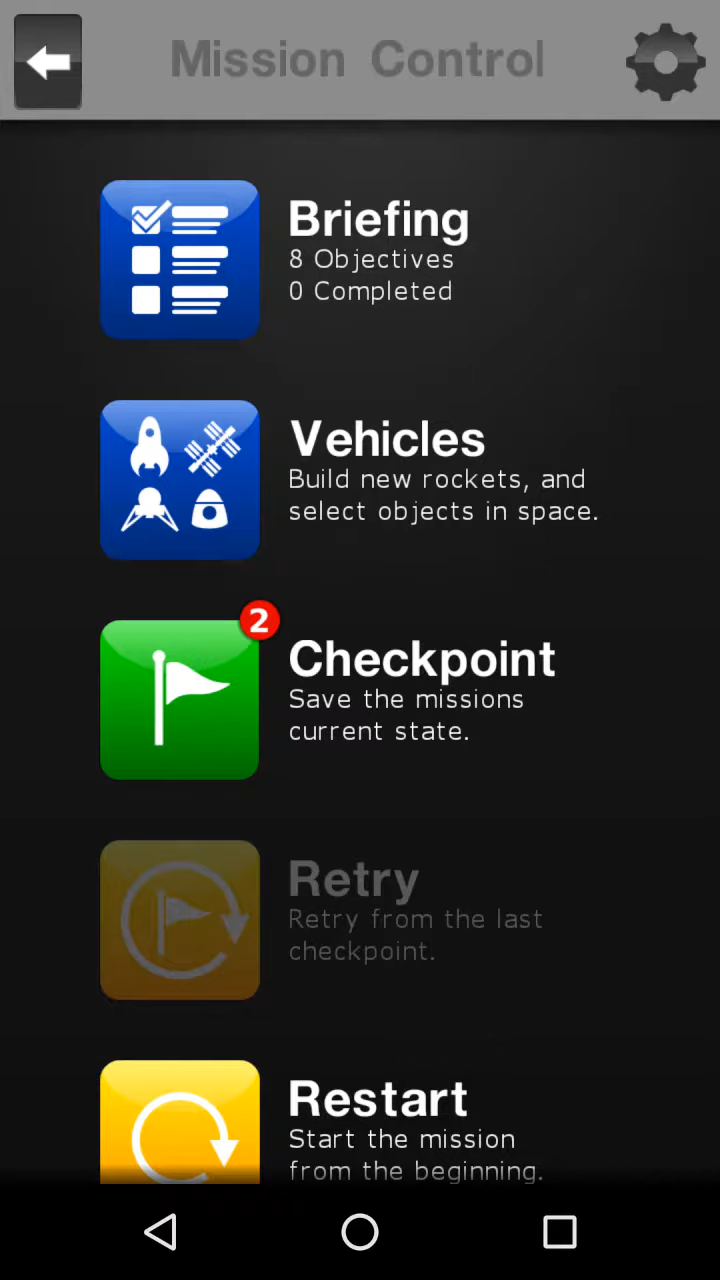 Mission Control
Briefing
8 Objectives
0 Completed
Vehicles
Build new rockets, and
select objects in space.
2
Checkpoint
Save the missions
current state.
Retry
Retry from the last
checkpoint.
Restart
Start the mission
from the beginning.